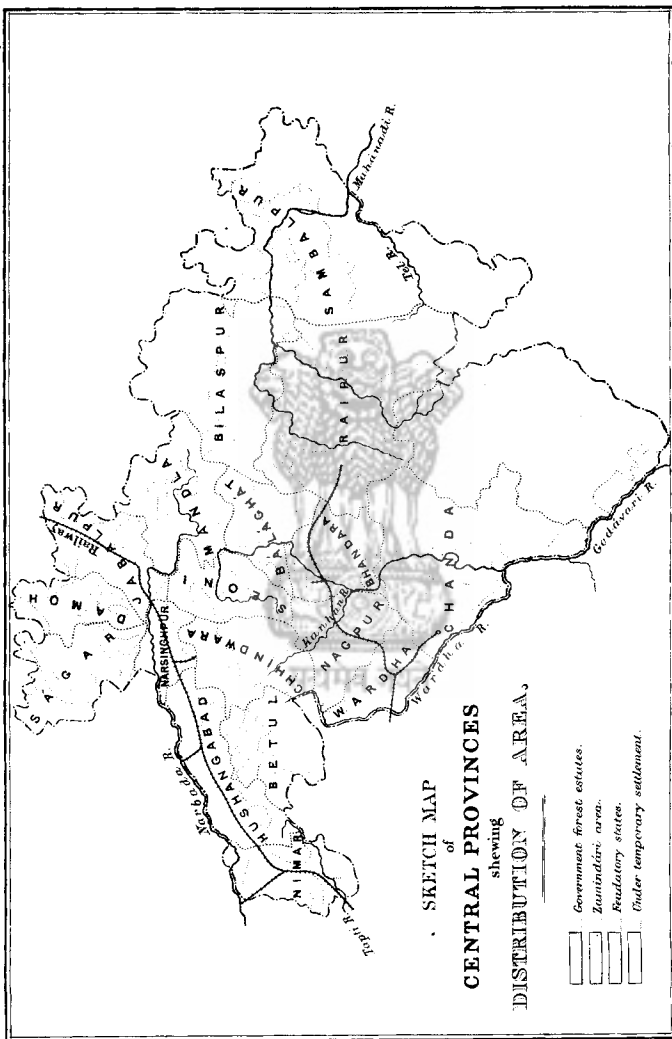 SKETCH MAP
of
CENTRAL PROVINCES
shewing
DISTRIBUTION OF AREA.
Government forest estates.
Zamindári area.
Feudatory states.
Under temporary settlement.
SAGAR
DAMOH
JABALPUR
Railway
NARSINGHPUR
Narbada R.
HUSHANGABAD
NIMAR
Tapti R.
BETUL
CHHINDWARA
SEONI
MANDLA
BALAGHAT
BILASPUR
SAMBALPUR
Mahanadi R.
Tel R.
RAIPUR
BHANDARA
Kanhan R.
NAGPUR
WARDHA
Wardha R.
CHANDA
Godavari R.